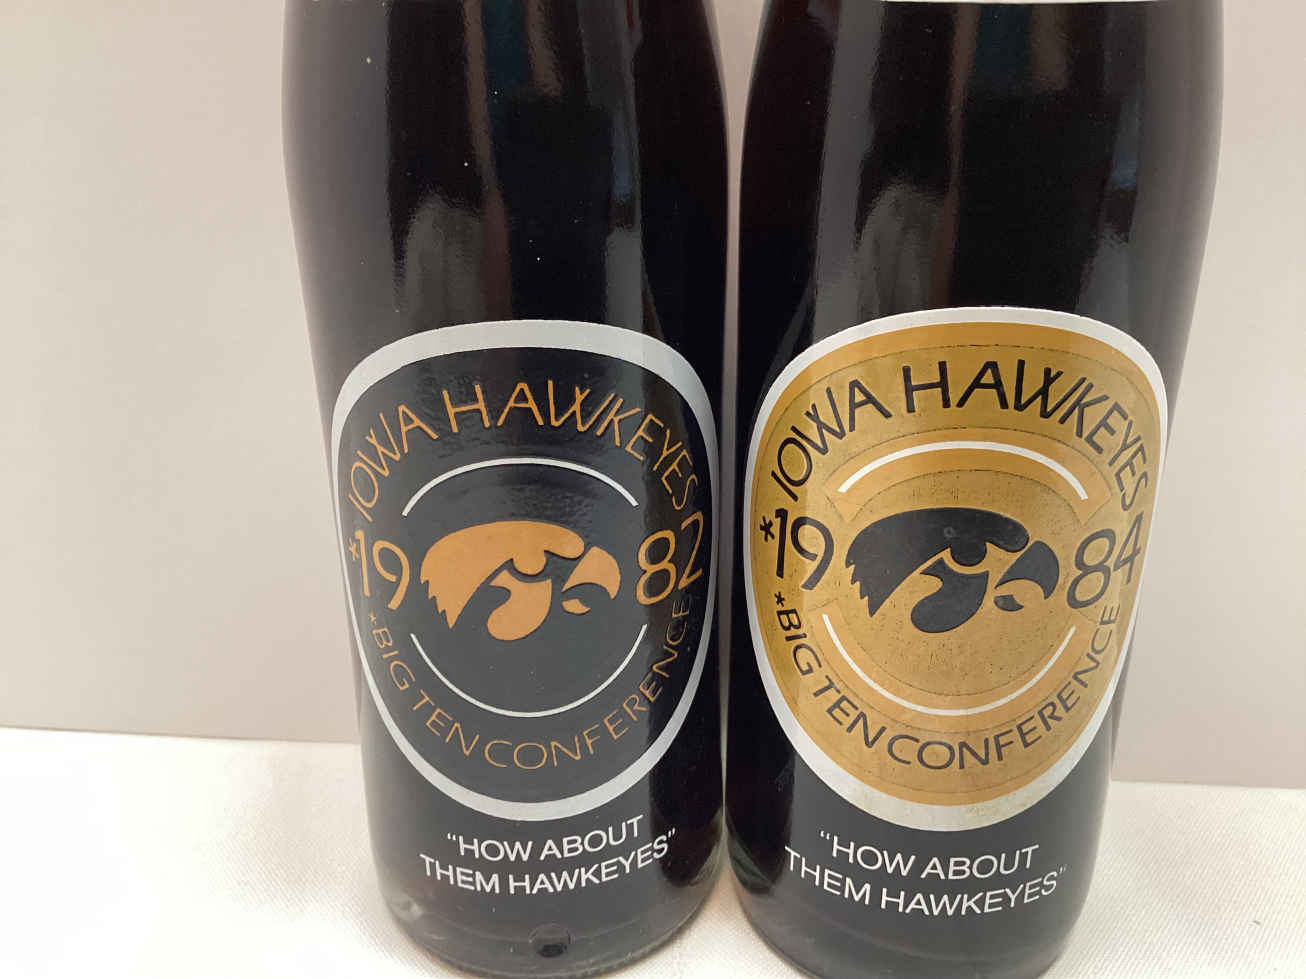 IOWA HAWKEYES
*19 82
*BIG TEN CONFERENCE
"HOW ABOUT
THEM HAWKEYES"
IOWA HAWKEYES
*19 84
*BIG TEN CONFERENCE
"HOW ABOUT
THEM HAWKEYES"